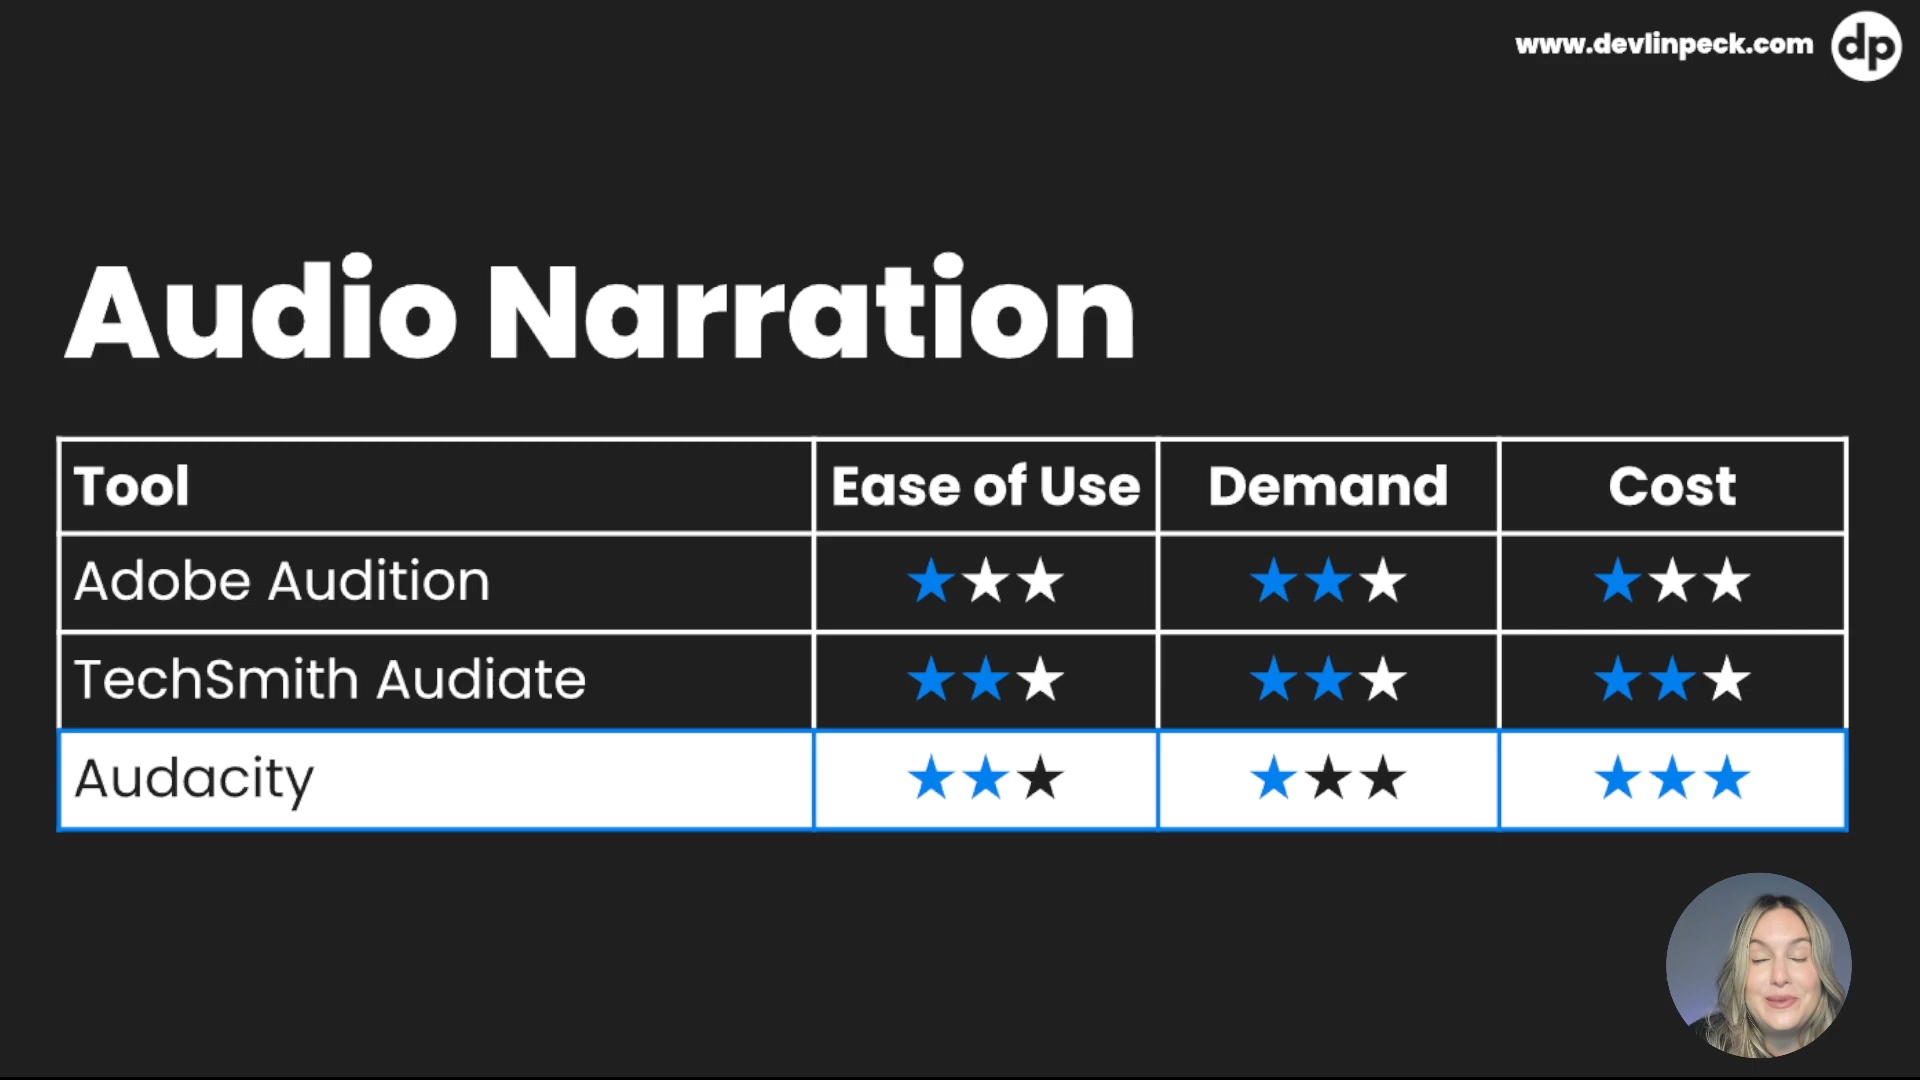 www.devlinpeck.com dp
Audio Narration
Tool Ease of Use Demand Cost
Adobe Audition ★★★ ★★★ ★★★
TechSmith Audiate ★★★ ★★★ ★★★
Audacity ★★★ ★★★ ★★★